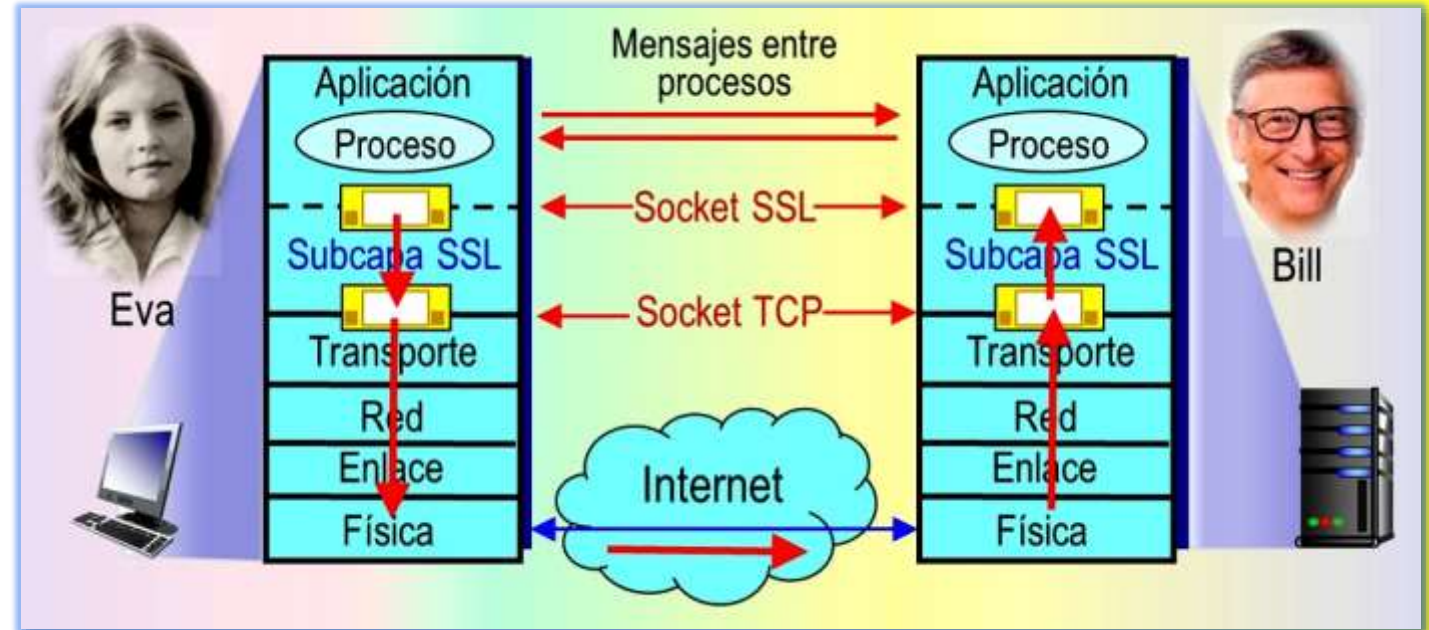 Mensajes entre
procesos
Aplicación
Proceso
Subcapa SSL
Transporte
Red
Enlace
Física
Eva
Socket SSL
Socket TCP
Internet
Aplicación
Proceso
Subcapa SSL
Transporte
Red
Enlace
Física
Bill